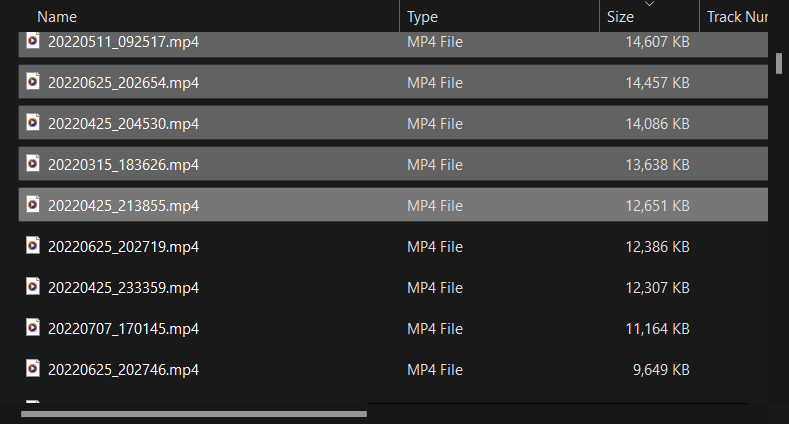 Name Type Size Track Nur
20220511_092517.mp4 MP4 File 14,607 KB
20220625_202654.mp4 MP4 File 14,457 KB
20220425_204530.mp4 MP4 File 14,086 KB
20220315_183626.mp4 MP4 File 13,638 KB
20220425_213855.mp4 MP4 File 12,651 KB
20220625_202719.mp4 MP4 File 12,386 KB
20220425_233359.mp4 MP4 File 12,307 KB
20220707_170145.mp4 MP4 File 11,164 KB
20220625_202746.mp4 MP4 File 9,649 KB